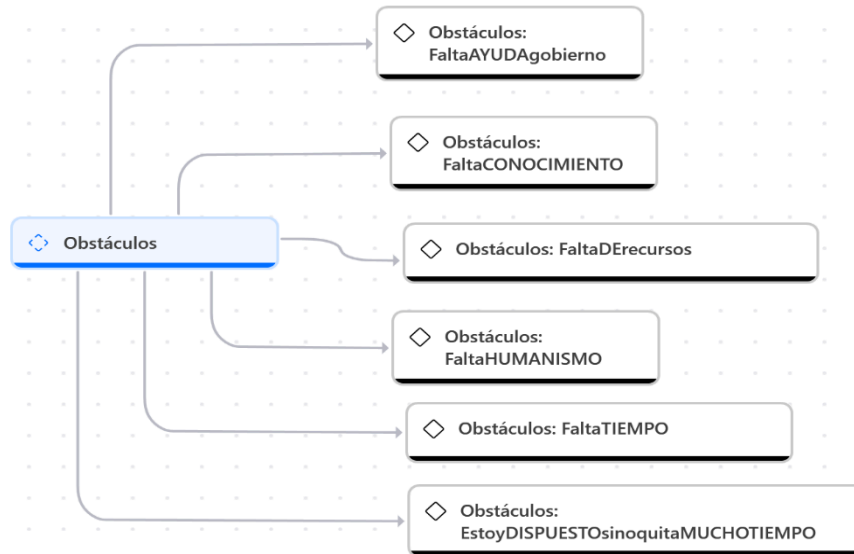 Obstáculos:
FaltaAYUDAgobierno
Obstáculos:
FaltaCONOCIMIENTO
Obstáculos
Obstáculos: FaltaDErecursos
Obstáculos:
FaltaHUMANISMO
Obstáculos: FaltaTIEMPO
Obstáculos:
EstoyDISPUESTOsinoquitaMUCHOTIEMPO